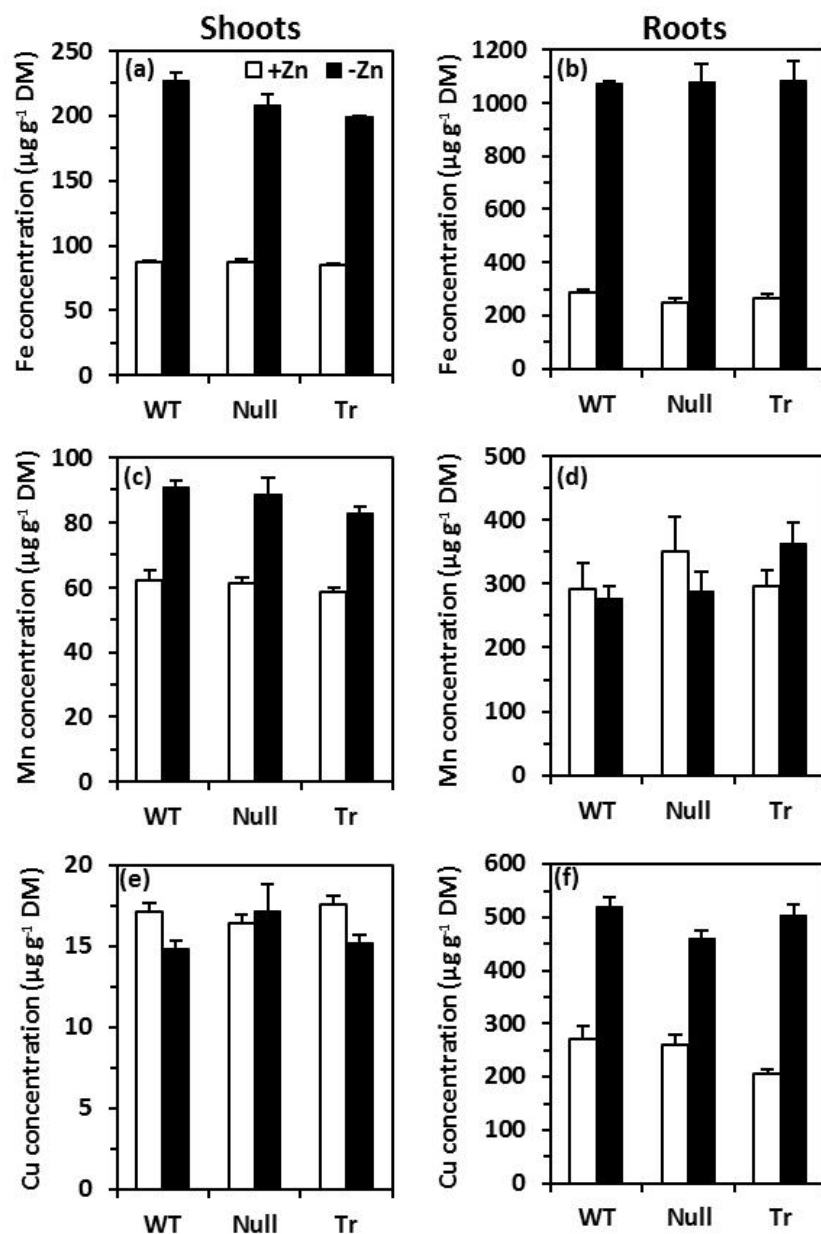 Shoots
Roots
(a)
+Zn -Zn
Fe concentration (µg g⁻¹ DM)
250
200
150
100
50
0
WT Null Tr
(b)
Fe concentration (µg g⁻¹ DM)
1200
1000
800
600
400
200
0
WT Null Tr
(c)
Mn concentration (µg g⁻¹ DM)
100
80
60
40
20
0
WT Null Tr
(d)
Mn concentration (µg g⁻¹ DM)
500
400
300
200
100
0
WT Null Tr
(e)
Cu concentration (µg g⁻¹ DM)
20
15
10
5
0
WT Null Tr
(f)
Cu concentration (µg g⁻¹ DM)
600
500
400
300
200
100
0
WT Null Tr